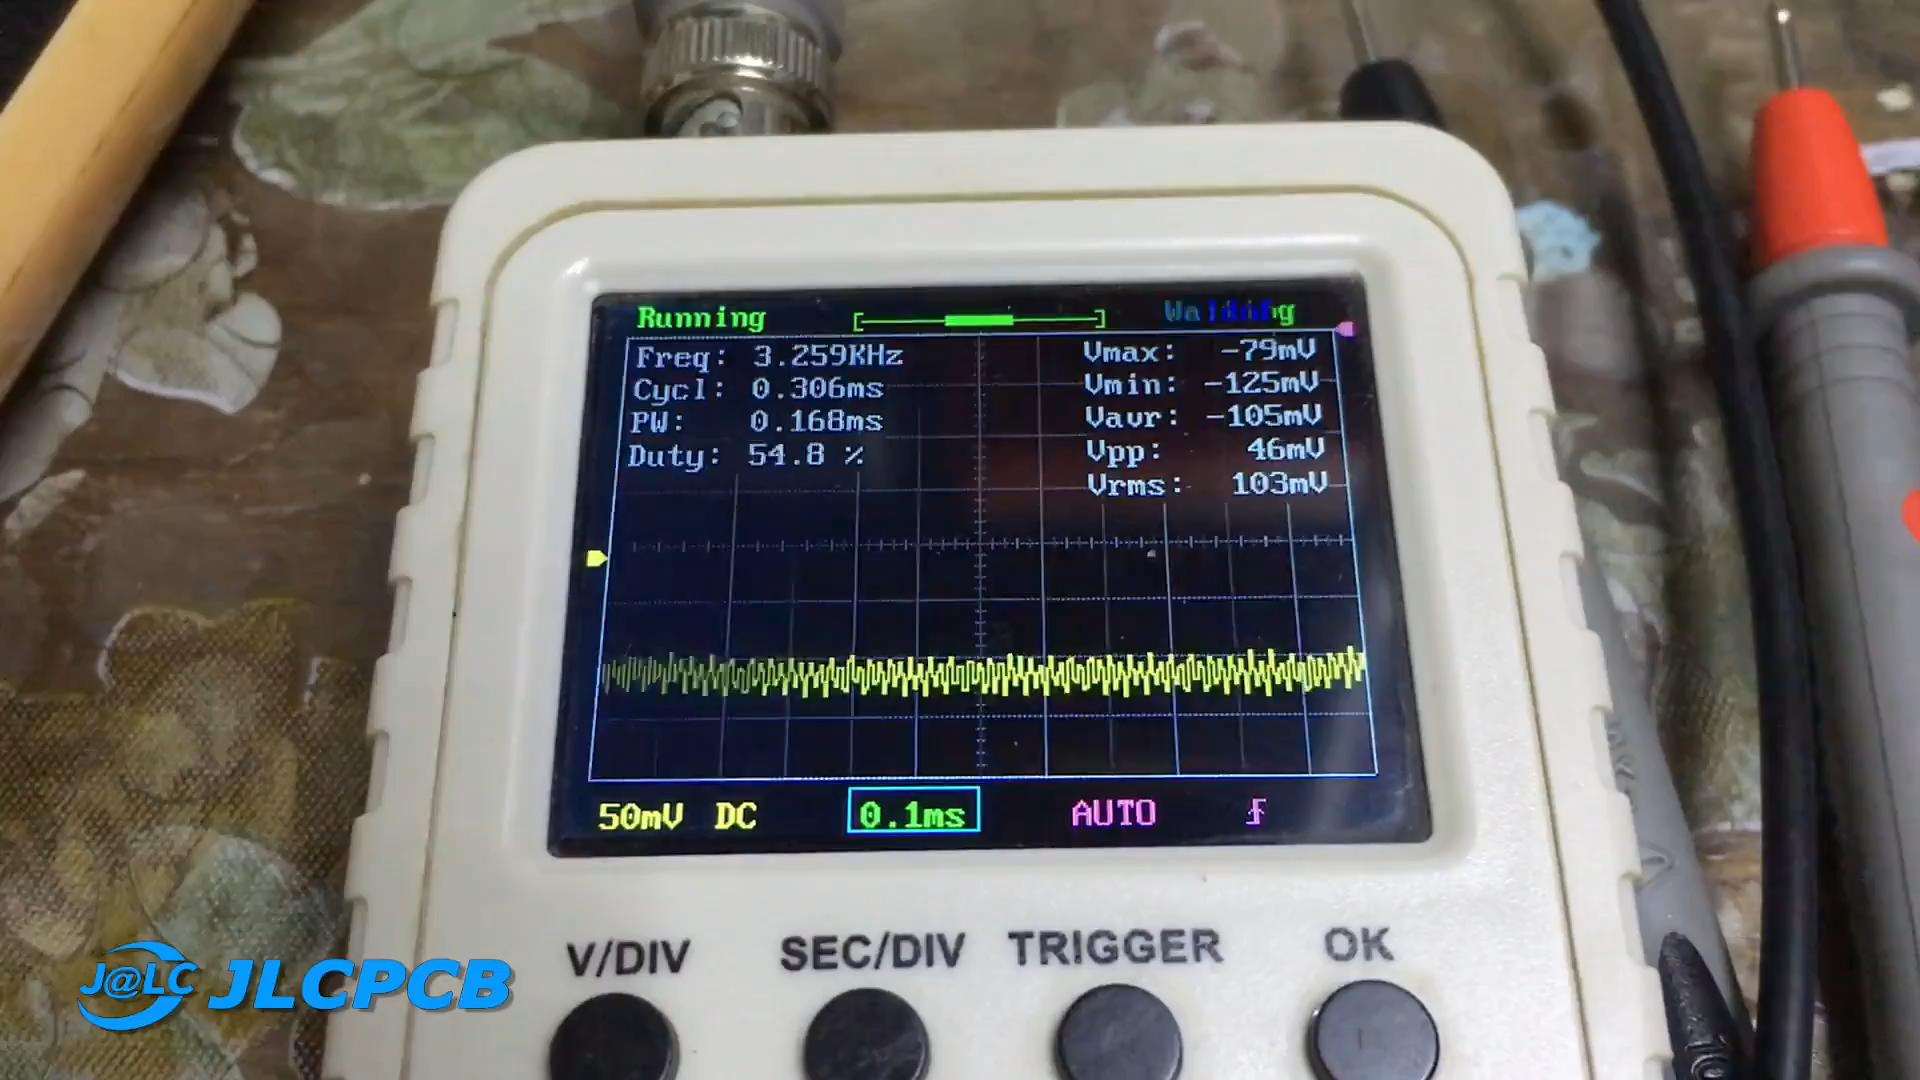 Running
Freq: 3.259KHz
Cycl: 0.306ms
PW: 0.168ms
Duty: 54.8 %
Vmax: -79mV
Vmin: -125mV
Vavr: -105mV
Vpp: 46mV
Vrms: 103mV
50mV DC 0.1ms AUTO
V/DIV SEC/DIV TRIGGER OK
J@LC JLCPCB